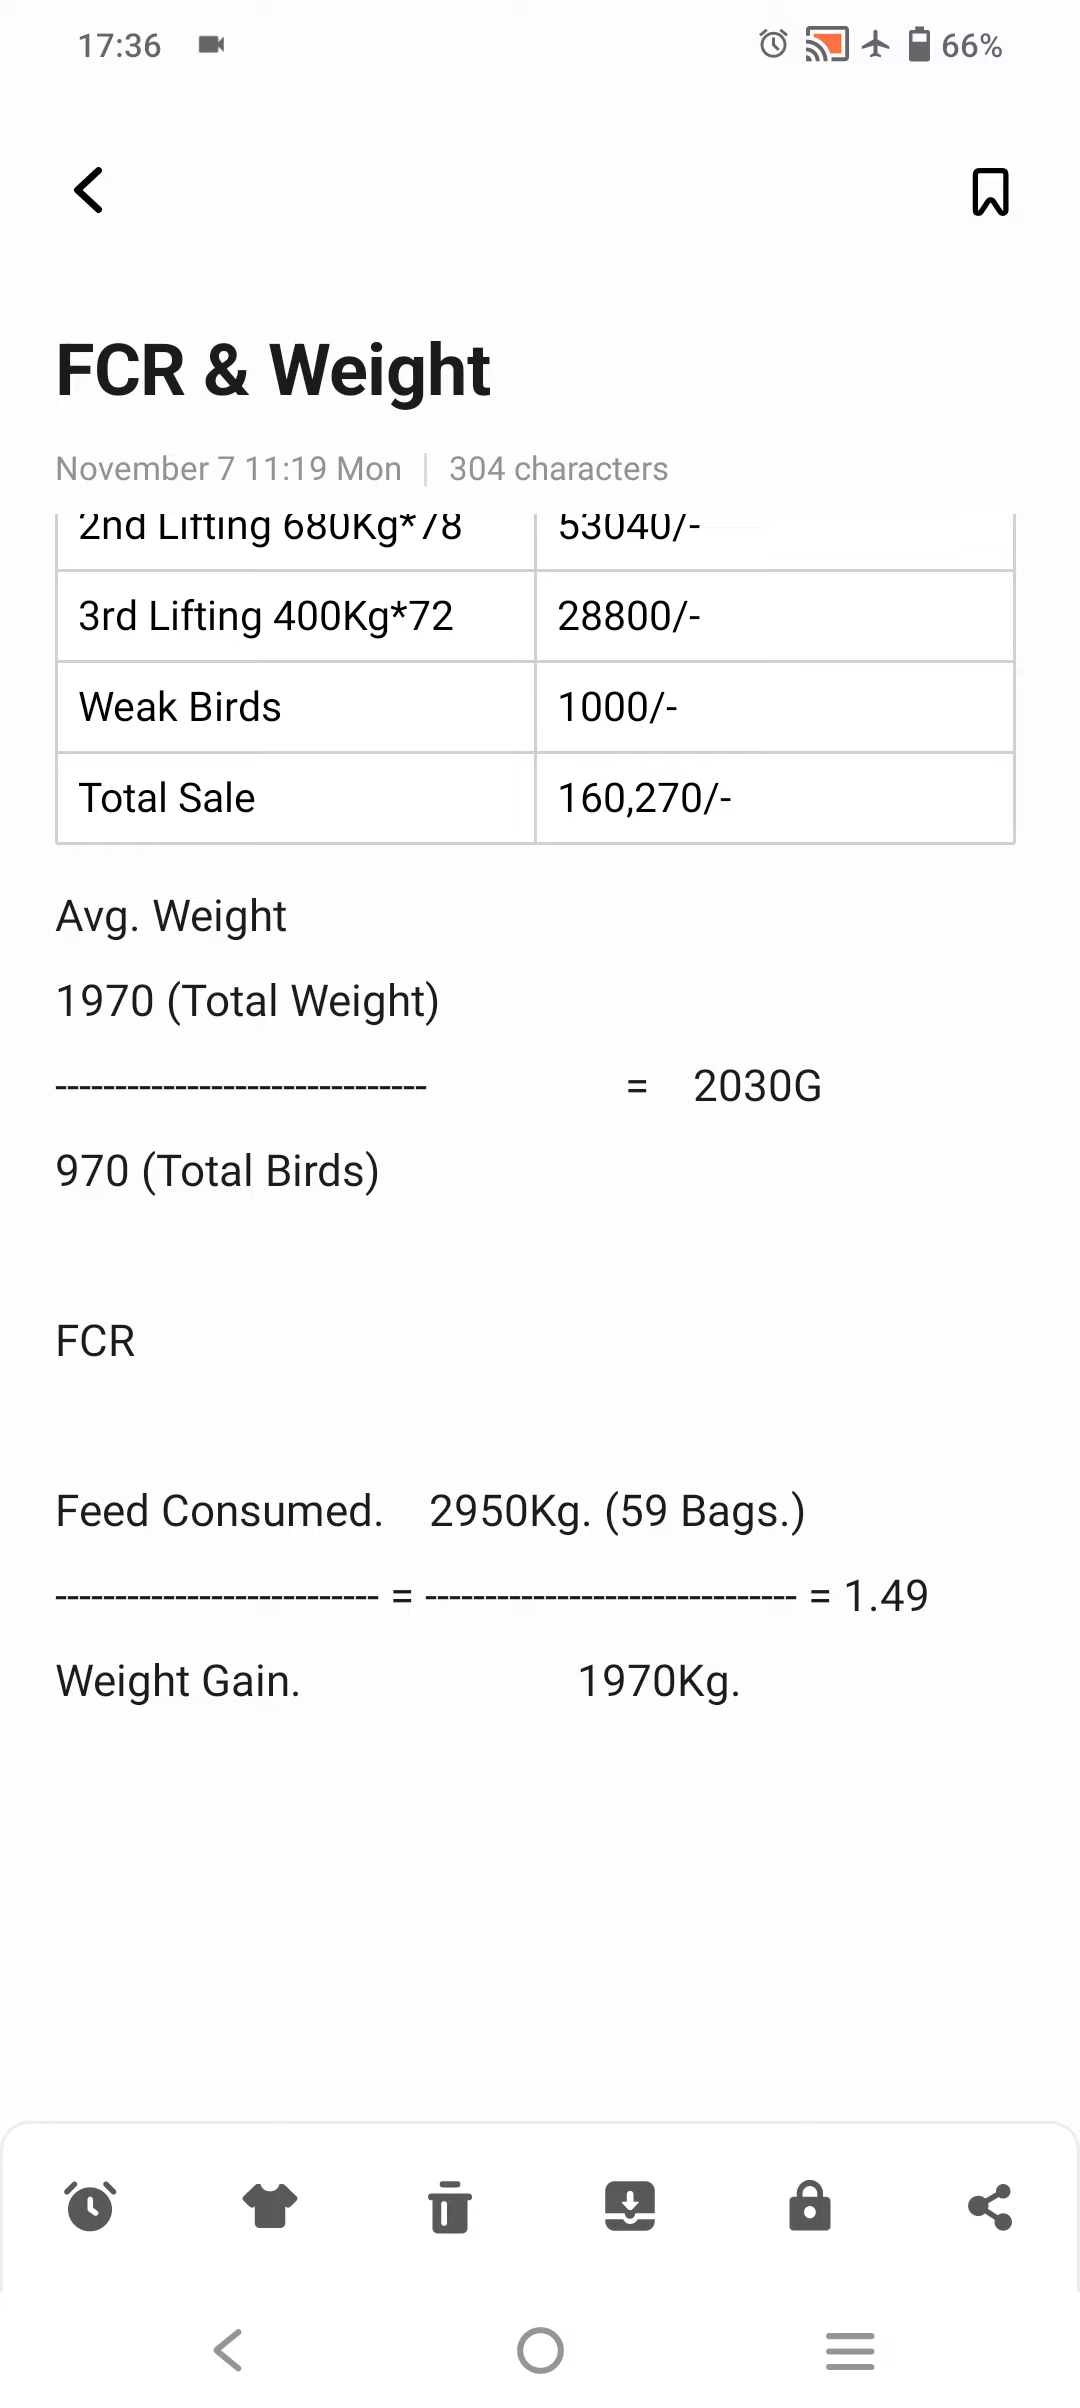 17:36
66%
FCR & Weight
November 7 11:19 Mon | 304 characters
2nd Lifting 680Kg*78 53040/-
3rd Lifting 400Kg*72 28800/-
Weak Birds 1000/-
Total Sale 160,270/-
Avg. Weight
1970 (Total Weight)
------------------------------- = 2030G
970 (Total Birds)
FCR
Feed Consumed. 2950Kg. (59 Bags.)
--------------------------- = ------------------------------- = 1.49
Weight Gain. 1970Kg.